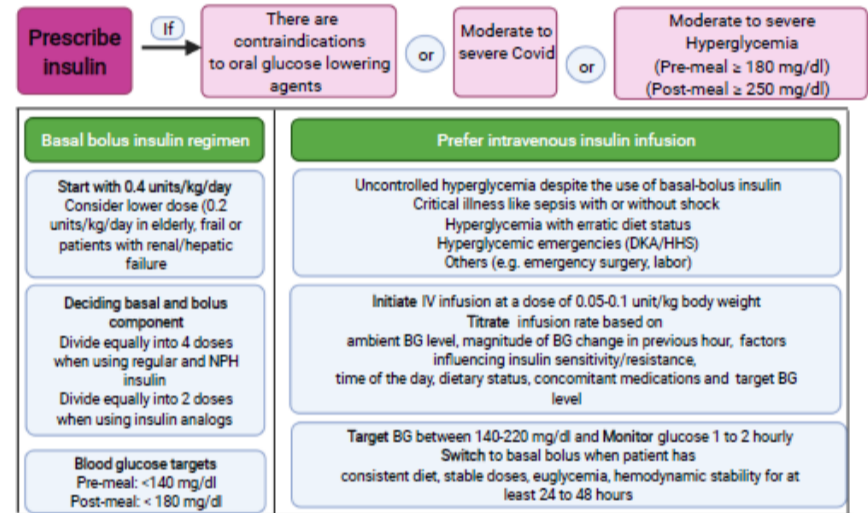 Prescribe
insulin
If
There are
contraindications
to oral glucose lowering
agents
or
Moderate to
severe Covid
or
Moderate to severe
Hyperglycemia
(Pre-meal ≥ 180 mg/dl)
(Post-meal ≥ 250 mg/dl)
Basal bolus insulin regimen
Start with 0.4 units/kg/day
Consider lower dose (0.2
units/kg/day in elderly, frail or
patients with renal/hepatic
failure
Deciding basal and bolus
component
Divide equally into 4 doses
when using regular and NPH
insulin
Divide equally into 2 doses
when using insulin analogs
Blood glucose targets
Pre-meal: <140 mg/dl
Post-meal: < 180 mg/dl
Prefer intravenous insulin infusion
Uncontrolled hyperglycemia despite the use of basal-bolus insulin
Critical illness like sepsis with or without shock
Hyperglycemia with erratic diet status
Hyperglycemic emergencies (DKA/HHS)
Others (e.g. emergency surgery, labor)
Initiate IV infusion at a dose of 0.05-0.1 unit/kg body weight
Titrate infusion rate based on
ambient BG level, magnitude of BG change in previous hour, factors
influencing insulin sensitivity/resistance,
time of the day, dietary status, concomitant medications and target BG
level
Target BG between 140-220 mg/dl and Monitor glucose 1 to 2 hourly
Switch to basal bolus when patient has
consistent diet, stable doses, euglycemia, hemodynamic stability for at
least 24 to 48 hours